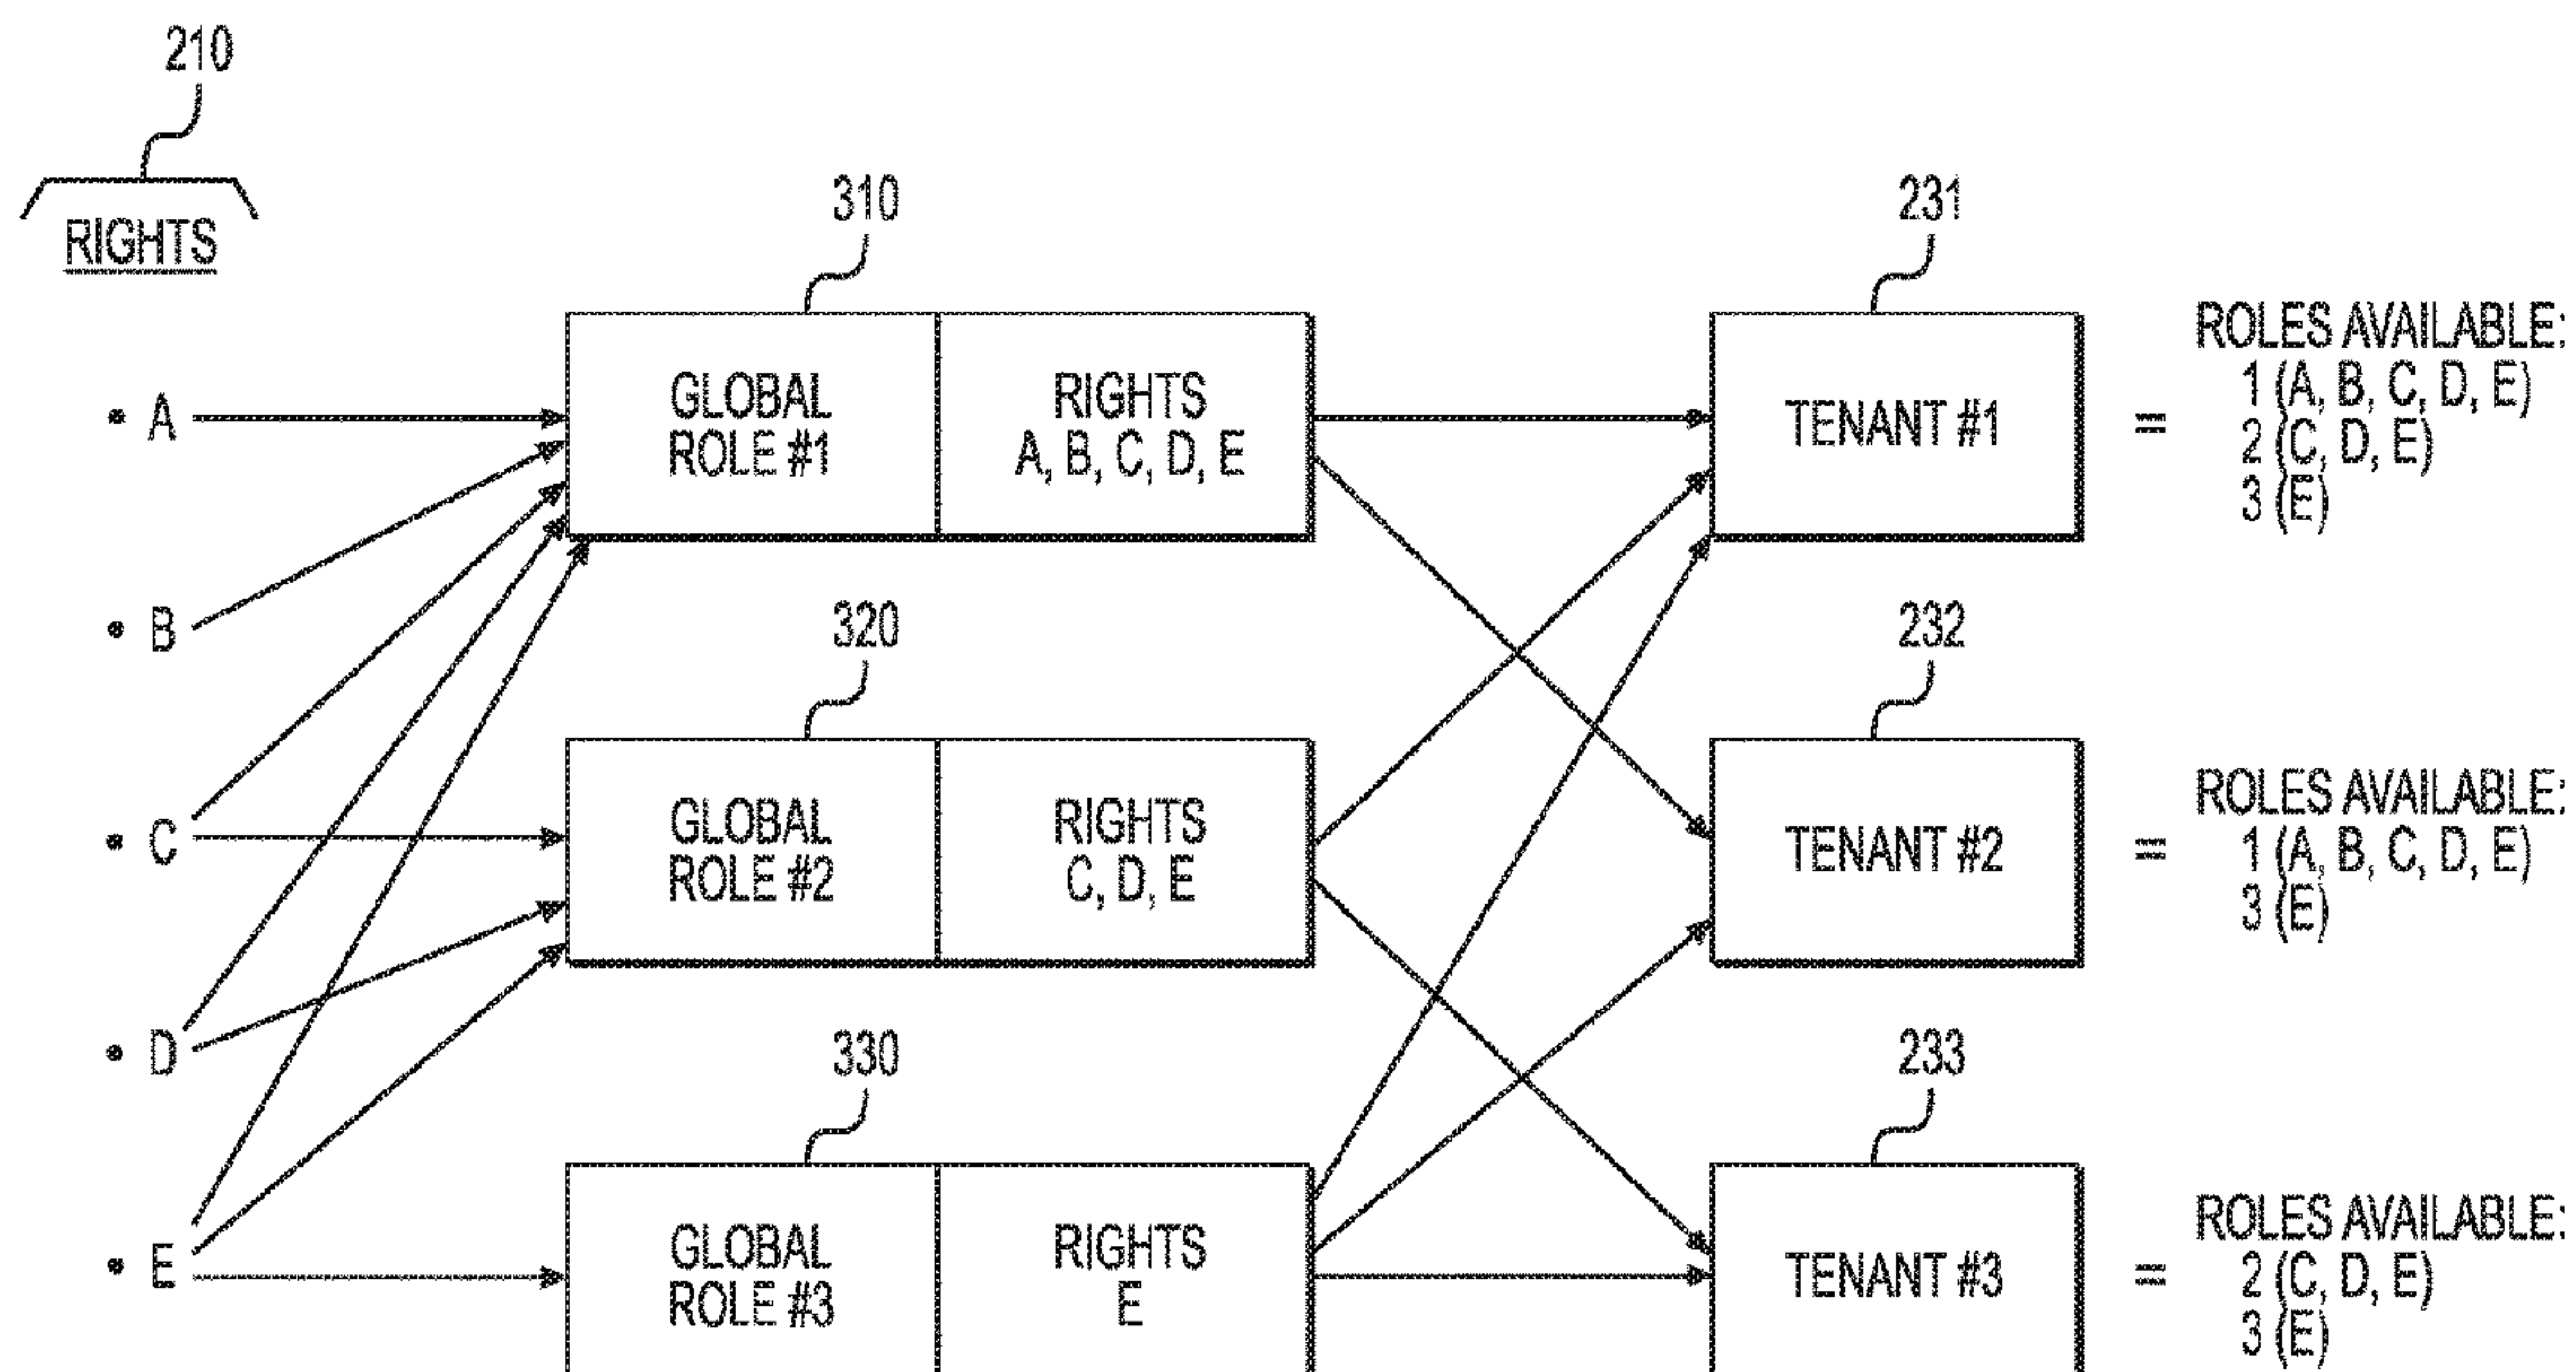 210
RIGHTS
310
231
• A
GLOBAL
ROLE #1
RIGHTS
A, B, C, D, E
TENANT #1
=
ROLES AVAILABLE:
1 (A, B, C, D, E)
2 (C, D, E)
3 (E)
• B
320
232
• C
GLOBAL
ROLE #2
RIGHTS
C, D, E
TENANT #2
=
ROLES AVAILABLE:
1 (A, B, C, D, E)
3 (E)
• D
330
233
• E
GLOBAL
ROLE #3
RIGHTS
E
TENANT #3
=
ROLES AVAILABLE:
2 (C, D, E)
3 (E)